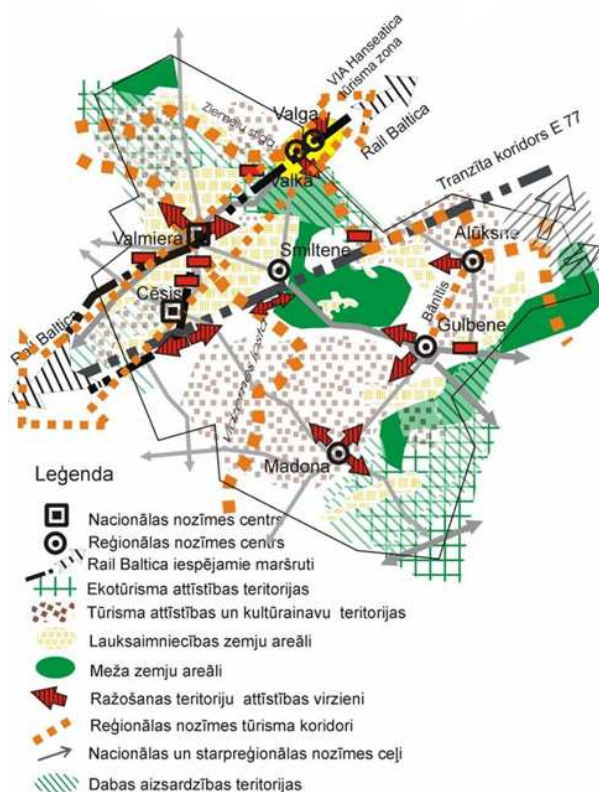 VIA Hanseatica
tūrisma zona
Valga
Ziemeļu stīga
Rail Baltica
Valka
Tranzīta koridors E 77
Valmiera
Smiltene
Alūksne
Cēsis
Bānītis
Rail Baltica
Gulbene
Madona
Leģenda
Nacionālas nozīmes centrs
Reģionālas nozīmes centrs
Rail Baltica iespējamie maršruti
Ekotūrisma attīstības teritorijas
Tūrisma attīstības un kultūrainavu teritorijas
Lauksaimniecības zemju areāli
Meža zemju areāli
Ražošanas teritoriju attīstības virzieni
Reģionālas nozīmes tūrisma koridori
Nacionālas un starpreģionālas nozīmes ceļi
Dabas aizsardzības teritorijas